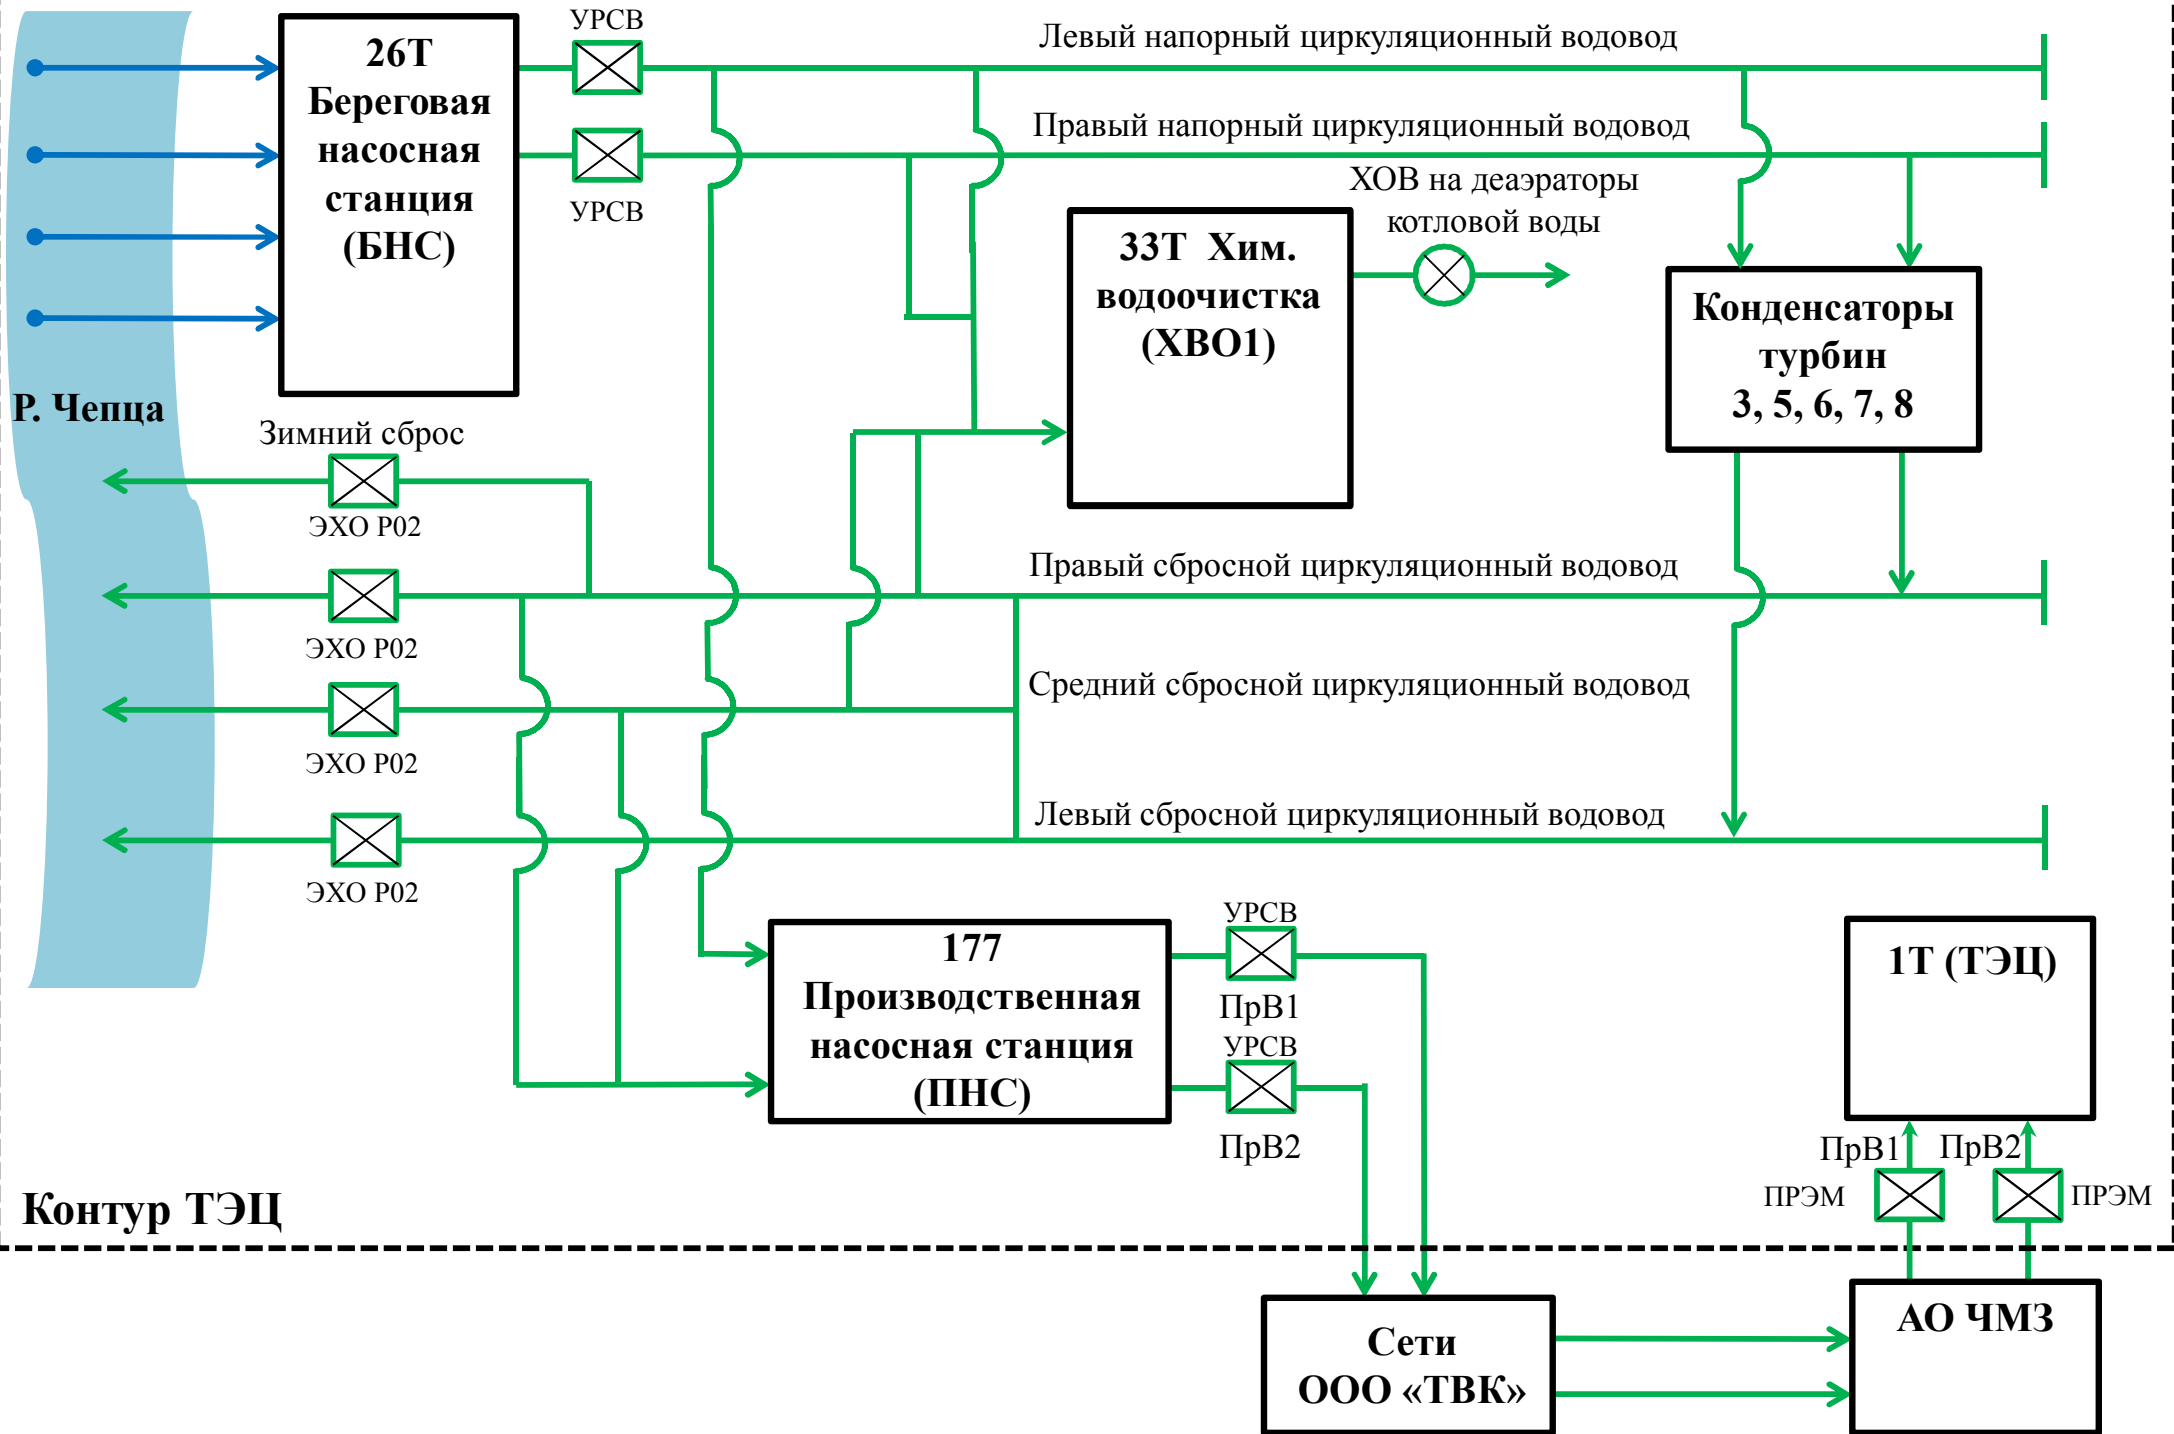 УРСВ
26Т
Береговая
насосная
станция
(БНС)
Левый напорный циркуляционный водовод
Правый напорный циркуляционный водовод
УРСВ
ХОВ на деаэраторы
котловой воды
33Т Хим.
водоочистка
(ХВО1)
Конденсаторы
турбин
3, 5, 6, 7, 8
Р. Чепца
Зимний сброс
ЭХО Р02
Правый сбросной циркуляционный водовод
ЭХО Р02
Средний сбросной циркуляционный водовод
ЭХО Р02
Левый сбросной циркуляционный водовод
ЭХО Р02
177
Производственная
насосная станция
(ПНС)
УРСВ
ПрВ1
УРСВ
ПрВ2
1Т (ТЭЦ)
ПрВ1
ПрВ2
ПРЭМ
ПРЭМ
Контур ТЭЦ
Сети
ООО «ТВК»
АО ЧМЗ